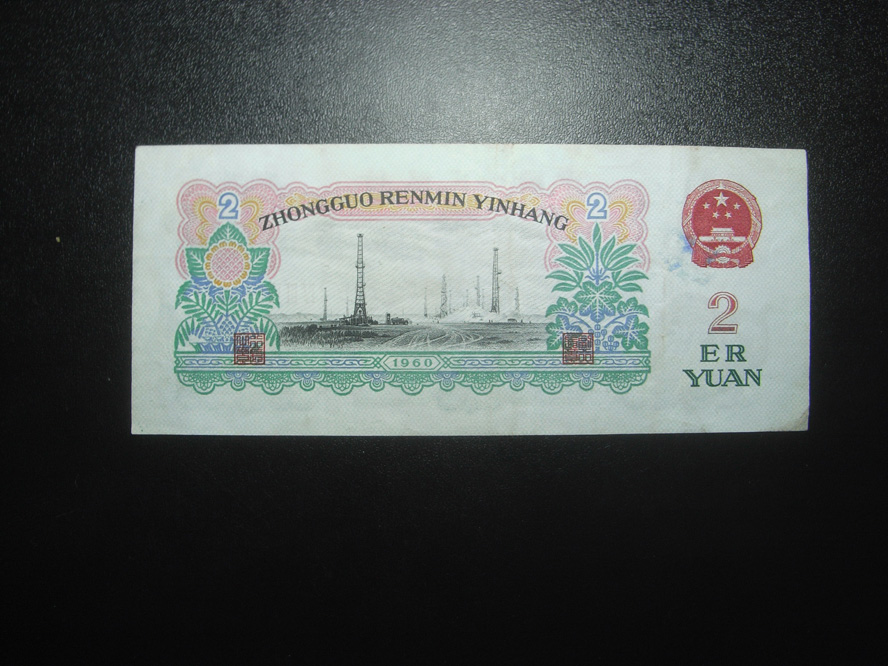 2
ZHONGGUO RENMIN YINHANG
2
1960
2
ER
YUAN